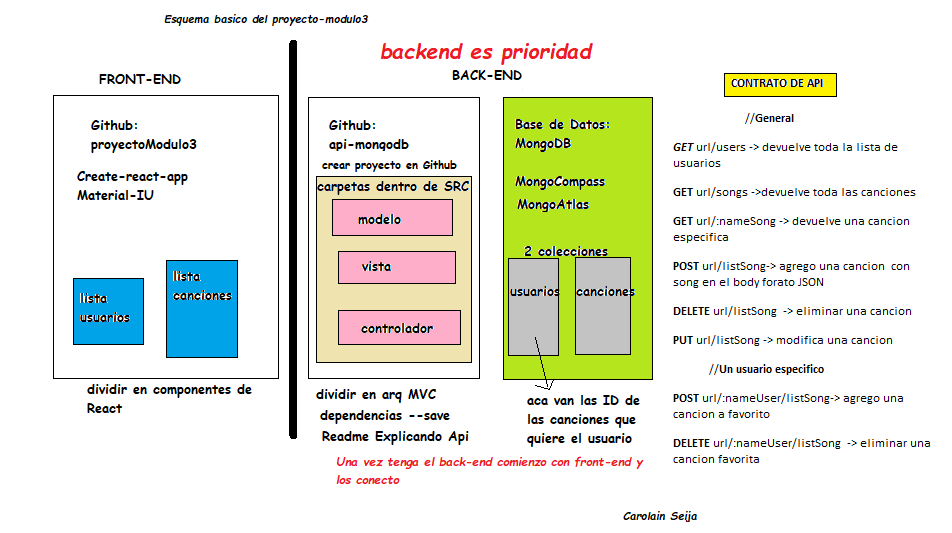 Esquema basico del proyecto-modulo3
backend es prioridad
FRONT-END
Github:
proyectoModulo3
Create-react-app
Material-IU
lista
usuarios
lista
canciones
dividir en componentes de
React
BACK-END
Github:
api-mongodb
crear proyecto en Github
carpetas dentro de SRC
modelo
vista
controlador
dividir en arq MVC
dependencias --save
Readme Explicando Api
Base de Datos:
MongoDB
MongoCompass
MongoAtlas
2 colecciones
usuarios
canciones
aca van las ID de
las canciones que
quiere el usuario
Una vez tenga el back-end comienzo con front-end y
los conecto
CONTRATO DE API
//General
GET url/users -> devuelve toda la lista de
usuarios
GET url/songs ->devuelve toda las canciones
GET url/:nameSong -> devuelve una cancion
especifica
POST url/listSong-> agrego una cancion con
song en el body forato JSON
DELETE url/listSong -> eliminar una cancion
PUT url/listSong -> modifica una cancion
//Un usuario especifico
POST url/:nameUser/listSong-> agrego una
cancion a favorito
DELETE url/:nameUser/listSong -> eliminar una
cancion favorita
Carolain Seija